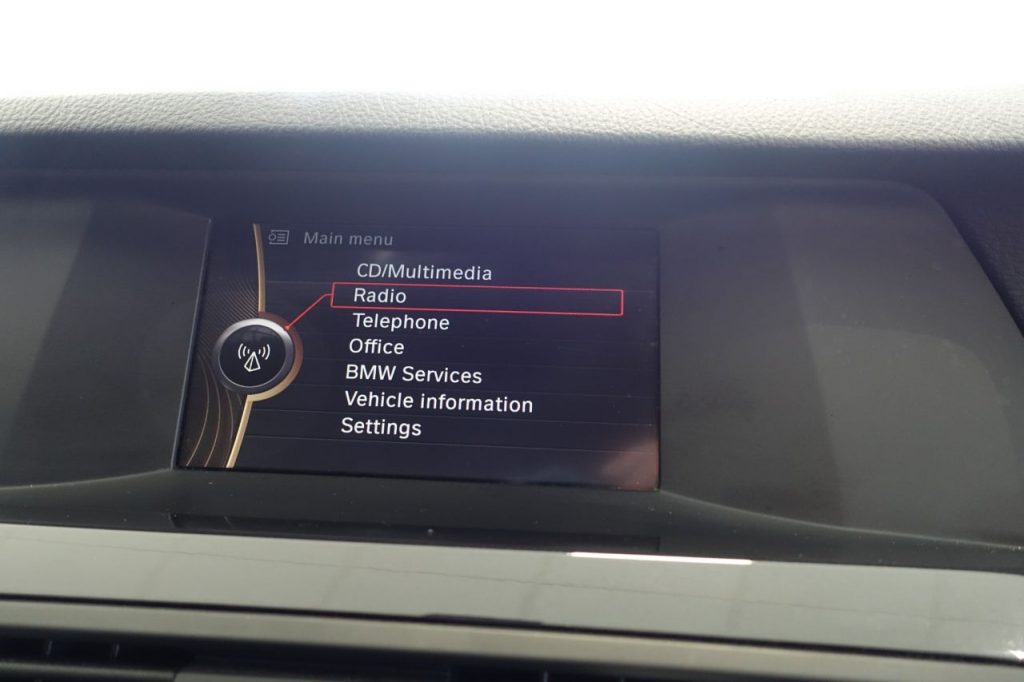 Main menu
CD/Multimedia
Radio
Telephone
Office
BMW Services
Vehicle information
Settings